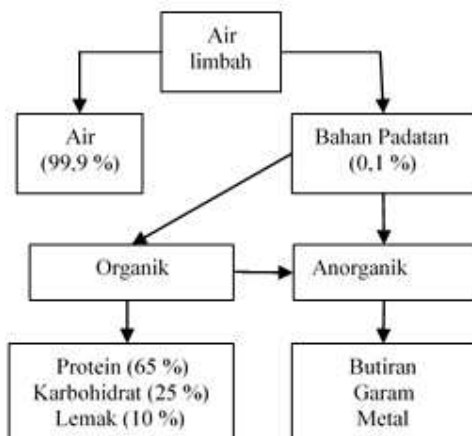 Air
limbah
Air
(99,9 %)
Bahan Padatan
(0,1 %)
Organik
Anorganik
Protein (65 %)
Karbohidrat (25 %)
Lemak (10 %)
Butiran
Garam
Metal